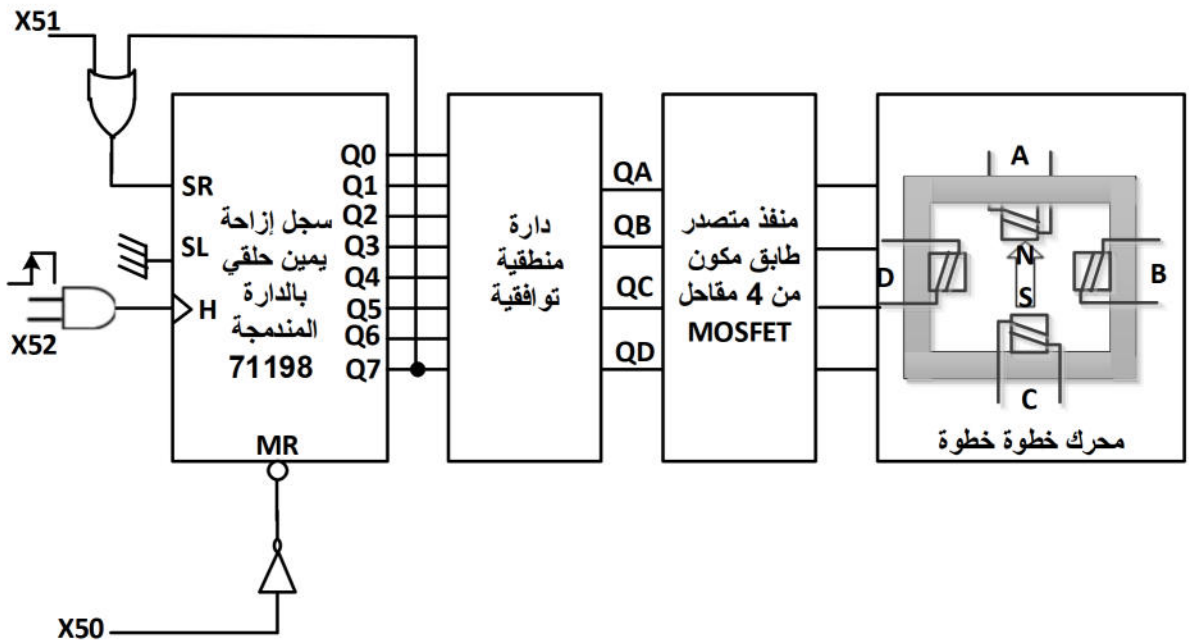 X51
SR
SL
H
X52
سجل إزاحة
يمين حلقي
بالدارة
المندمجة
71198
Q0
Q1
Q2
Q3
Q4
Q5
Q6
Q7
MR
X50
دارة
منطقية
توافقية
QA
QB
QC
QD
منفذ متصدر
طابق مكون
من 4 مقاحل
MOSFET
A
N
D
B
S
C
محرك خطوة خطوة